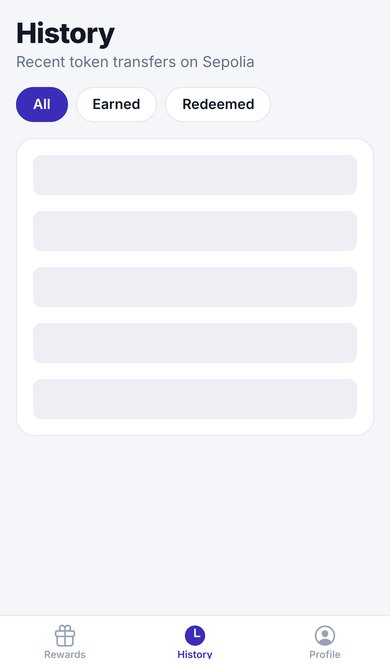 History
Recent token transfers on Sepolia
All Earned Redeemed
Rewards History Profile